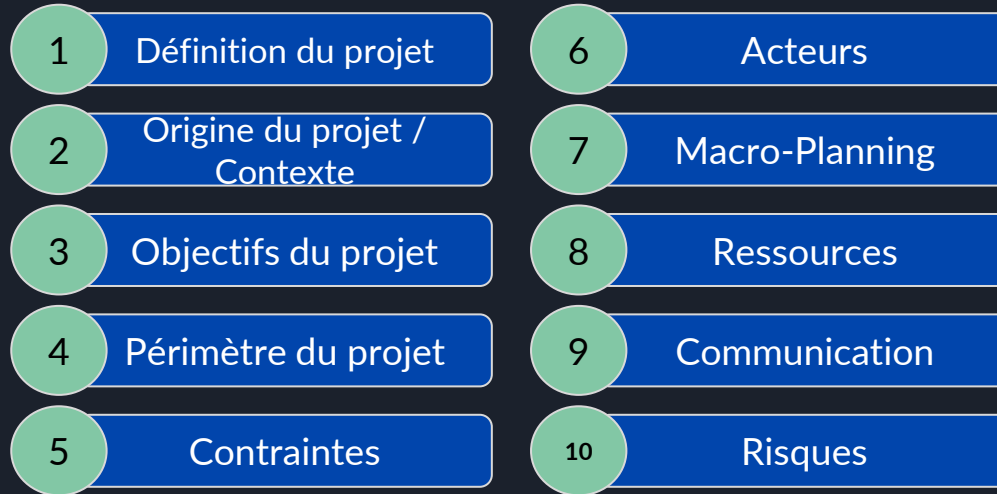 1 Définition du projet
2 Origine du projet /
Contexte
3 Objectifs du projet
4 Périmètre du projet
5 Contraintes
6 Acteurs
7 Macro-Planning
8 Ressources
9 Communication
10 Risques